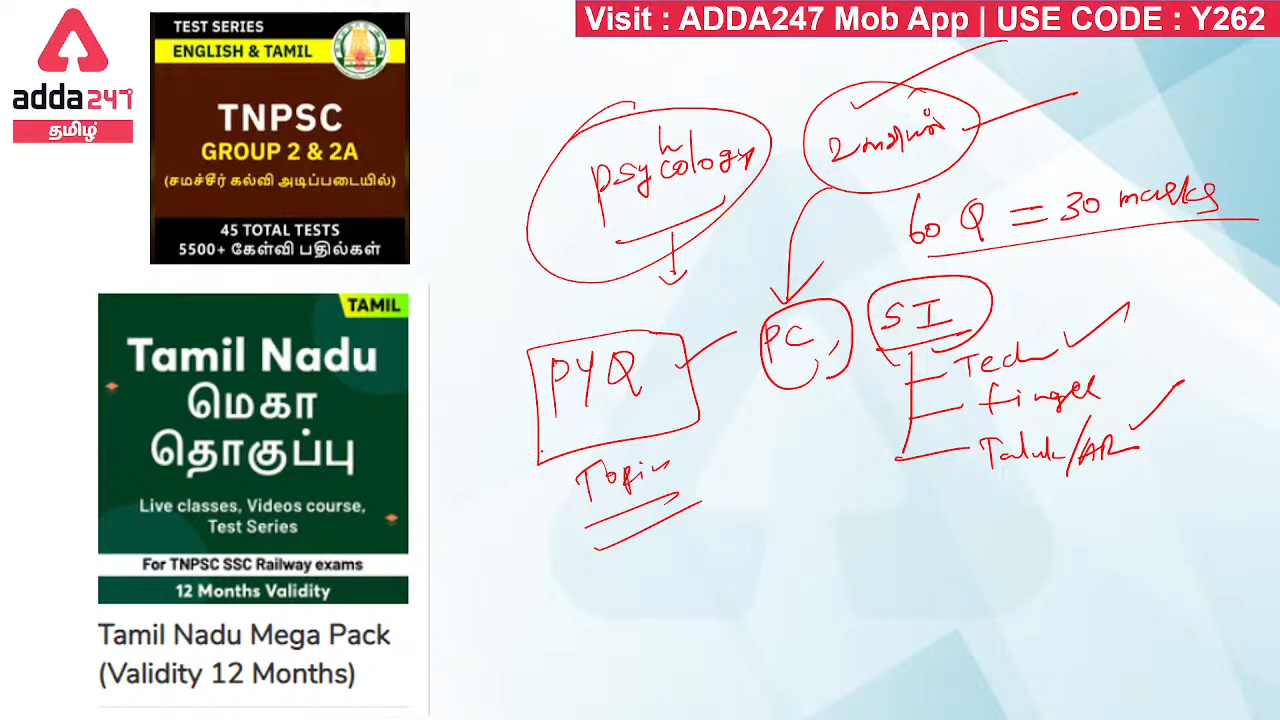 Visit : ADDA247 Mob App | USE CODE : Y262
adda247
தமிழ்
TEST SERIES
ENGLISH & TAMIL
TNPSC
GROUP 2 & 2A
(சமச்சீர் கல்வி அடிப்படையில்)
45 TOTAL TESTS
5500+ கேள்வி பதில்கள்
TAMIL
Tamil Nadu
மெகா
தொகுப்பு
Live classes, Videos course,
Test Series
For TNPSC SSC Railway exams
12 Months Validity
Tamil Nadu Mega Pack
(Validity 12 Months)
psyhcology
உளவியல்
60 Q = 30 marks
PYQ
Topic
PC
SI
Tech
finger
Taluk/AR